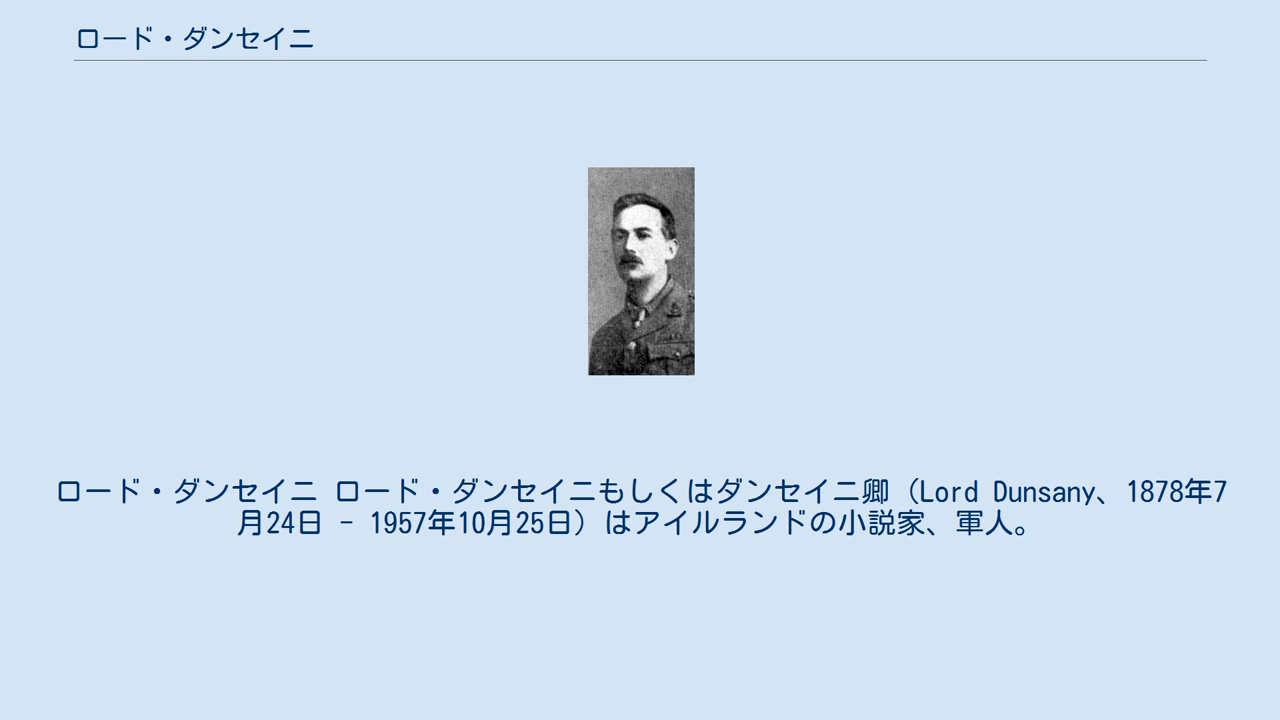 ロード・ダンセイニ
ロード・ダンセイニ ロード・ダンセイニもしくはダンセイニ卿（Lord Dunsany、1878年7
月24日 - 1957年10月25日）はアイルランドの小説家、軍人。